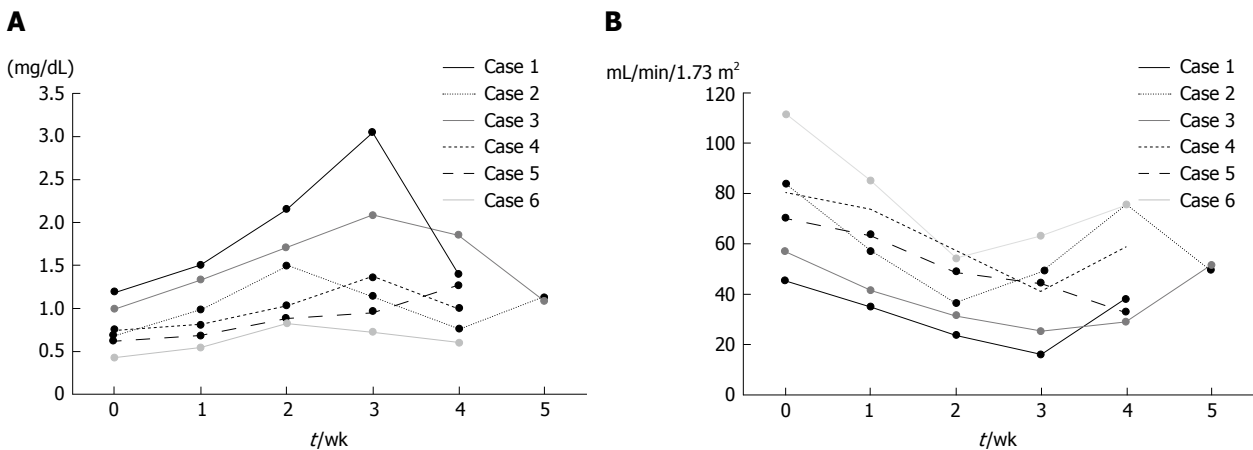 A
(mg/dL)
Case 1
Case 2
Case 3
Case 4
Case 5
Case 6
3.5
3.0
2.5
2.0
1.5
1.0
0.5
0
0 1 2 3 4 5
t/wk
B
mL/min/1.73 m²
Case 1
Case 2
Case 3
Case 4
Case 5
Case 6
120
100
80
60
40
20
0
0 1 2 3 4 5
t/wk